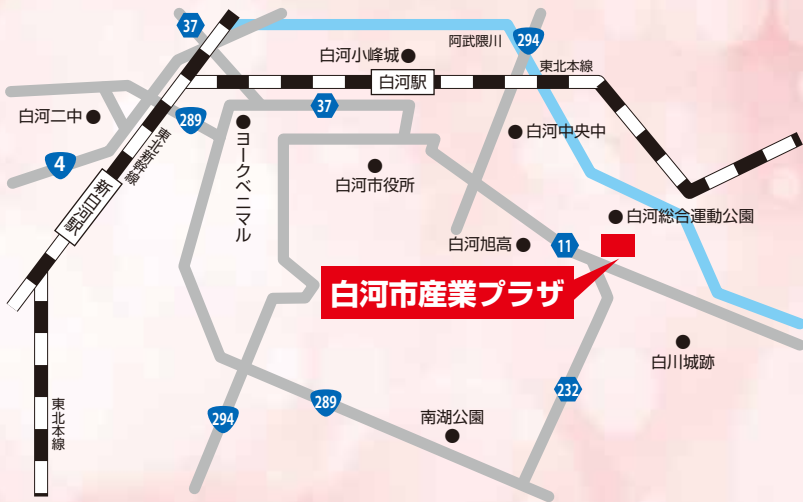 37
阿武隈川
294
白河小峰城
東北本線
白河駅
37
白河二中
289
ヨークベニマル
白河中央中
東北新幹線
4
白河市役所
新白河駅
白河総合運動公園
白河旭高
11
白河市産業プラザ
白川城跡
232
289
294
南湖公園
東北本線